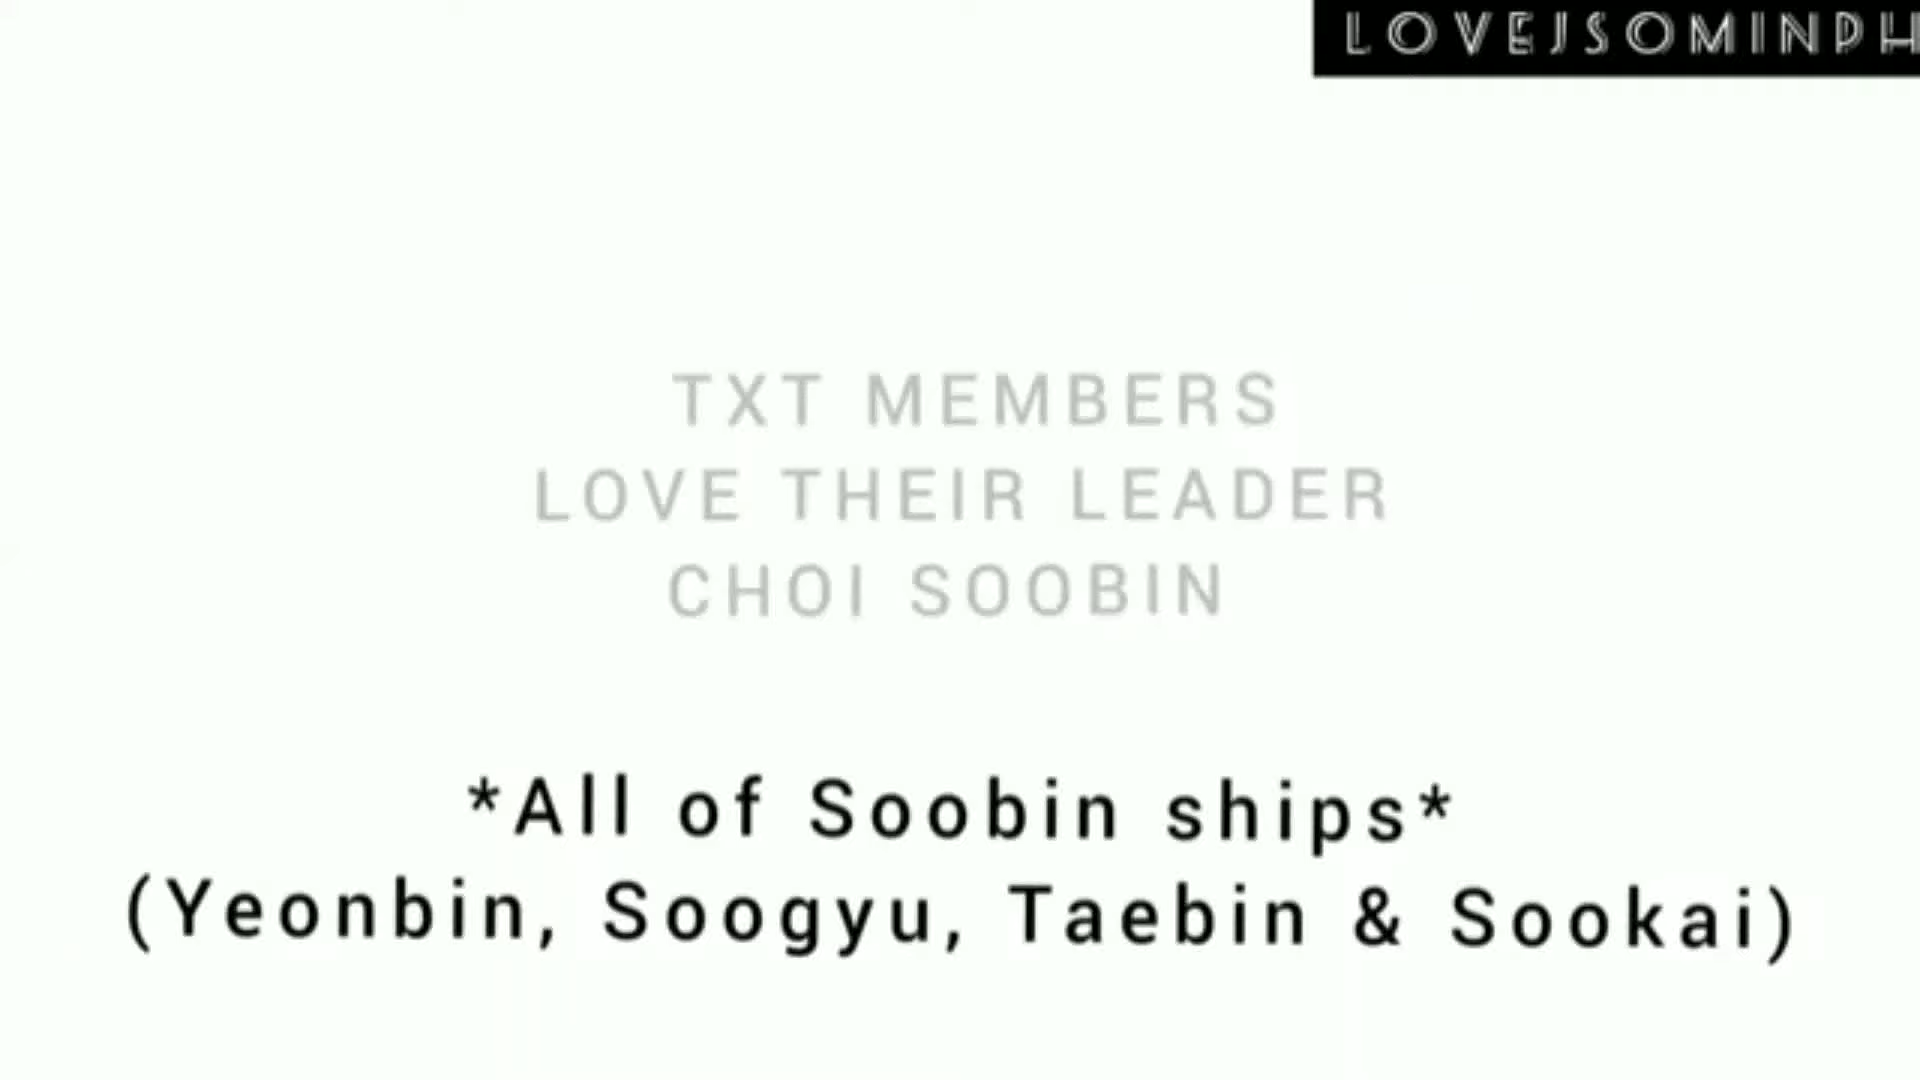 LOVEJSOMINPH
TXT MEMBERS
LOVE THEIR LEADER
CHOI SOOBIN
*All of Soobin ships*
(Yeonbin, Soogyu, Taebin & Sookai)